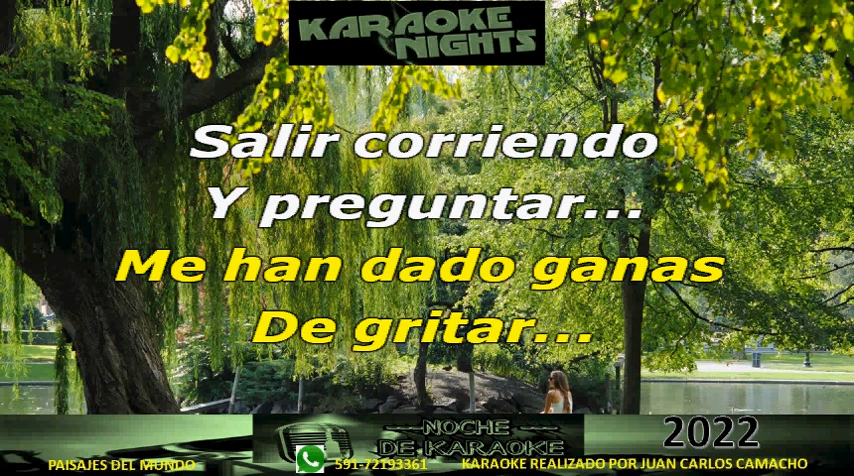 KARAOKE
NIGHTS
Salir corriendo
Y preguntar...
Me han dado ganas
De gritar...
NOCHE
DE KARAOKE
2022
PAISAJES DEL MUNDO
591-72193361
KARAOKE REALIZADO POR JUAN CARLOS CAMACHO